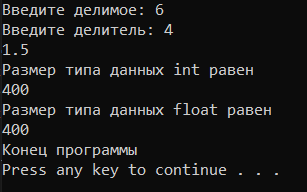 Введите делимое: 6
Введите делитель: 4
1.5
Размер типа данных int равен
400
Размер типа данных float равен
400
Конец программы
Press any key to continue . . .